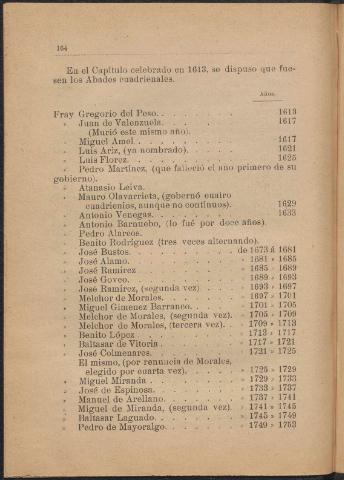 164
En el Capítulo celebrado en 1613, se dispuso que fue-
sen los Abades cuadrienales.
Años.
Fray Gregorio del Peso. . . . . . . . 1613
» Juan de Valenzuela. . . . . . . . 1617
(Murió este mismo año).
» Miguel Amel. . . . . . . . 1617
» Luis Ariz, (ya nombrado). . . . . . . 1621
» Luis Florez. . . . . . . . 1625
» Pedro Martinez, (que falleció el año primero de su
gobierno).
» Atanasio Leiva.
» Mauro Olavarrieta, (gobernó cuatro
cuadrienios, aunque no continuos). . . 1629
» Antonio Venegas. . . . . . . . 1633
» Antonio Barnuebo, (lo fué por doce años).
» Pedro Alarcos.
» Benito Rodríguez (tres veces alternando).
» José Bustos. . . . . . . de 1673 á 1681
» José Alamo. . . . . . . » 1681 » 1685
» José Ramirez . . . . . . » 1685 » 1689
» José Goveo. . . . . . . » 1689 » 1693
» José Ramirez, (segunda vez) . . . » 1693 » 1697
» Melchor de Morales. . . . . » 1697 » 1701
» Miguel Gimenez Barranco. . . . » 1701 » 1705
» Melchor de Morales, (segunda vez). . » 1705 » 1709
» Melchor de Morales, (tercera vez). . » 1709 » 1713
» Benito López . . . . . . » 1713 » 1717
» Baltasar de Vitoria . . . . . » 1717 » 1721
» José Colmenares. . . . . . » 1721 » 1725
El mismo, (por renuncia de Morales,
elegido por cuarta vez). . . . . » 1725 » 1729
» Miguel Miranda . . . . . . » 1729 » 1733
» José de Espinosa. . . . . . » 1733 » 1737
» Manuel de Arellano. . . . . » 1737 » 1741
» Miguel de Miranda, (segunda vez). . » 1741 » 1745
» Baltasar Laguado. . . . . . » 1745 » 1749
» Pedro de Mayoralgo. . . . . » 1749 » 1753